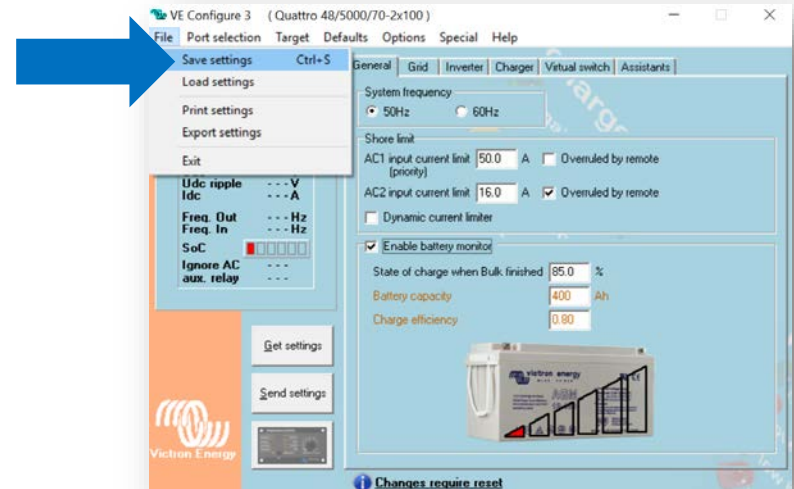 VE Configure 3 ( Quattro 48/5000/70-2x100 )
File Port selection Target Defaults Options Special Help
Save settings Ctrl+S
Load settings
Print settings
Export settings
Exit
Udc ripple - - - V
Idc - - - A
Freq. Out - - - Hz
Freq. In - - - Hz
SoC
Ignore AC - - -
aux. relay - - -
Get settings
Send settings
Victron Energy
General Grid Inverter Charger Virtual switch Assistants
System frequency
50Hz 60Hz
Shore limit
AC1 input current limit 50.0 A Overruled by remote
(priority)
AC2 input current limit 16.0 A Overruled by remote
Dynamic current limiter
Enable battery monitor
State of charge when Bulk finished 85.0 %
Battery capacity 400 Ah
Charge efficiency 0.80
victron energy
AGM
Changes require reset